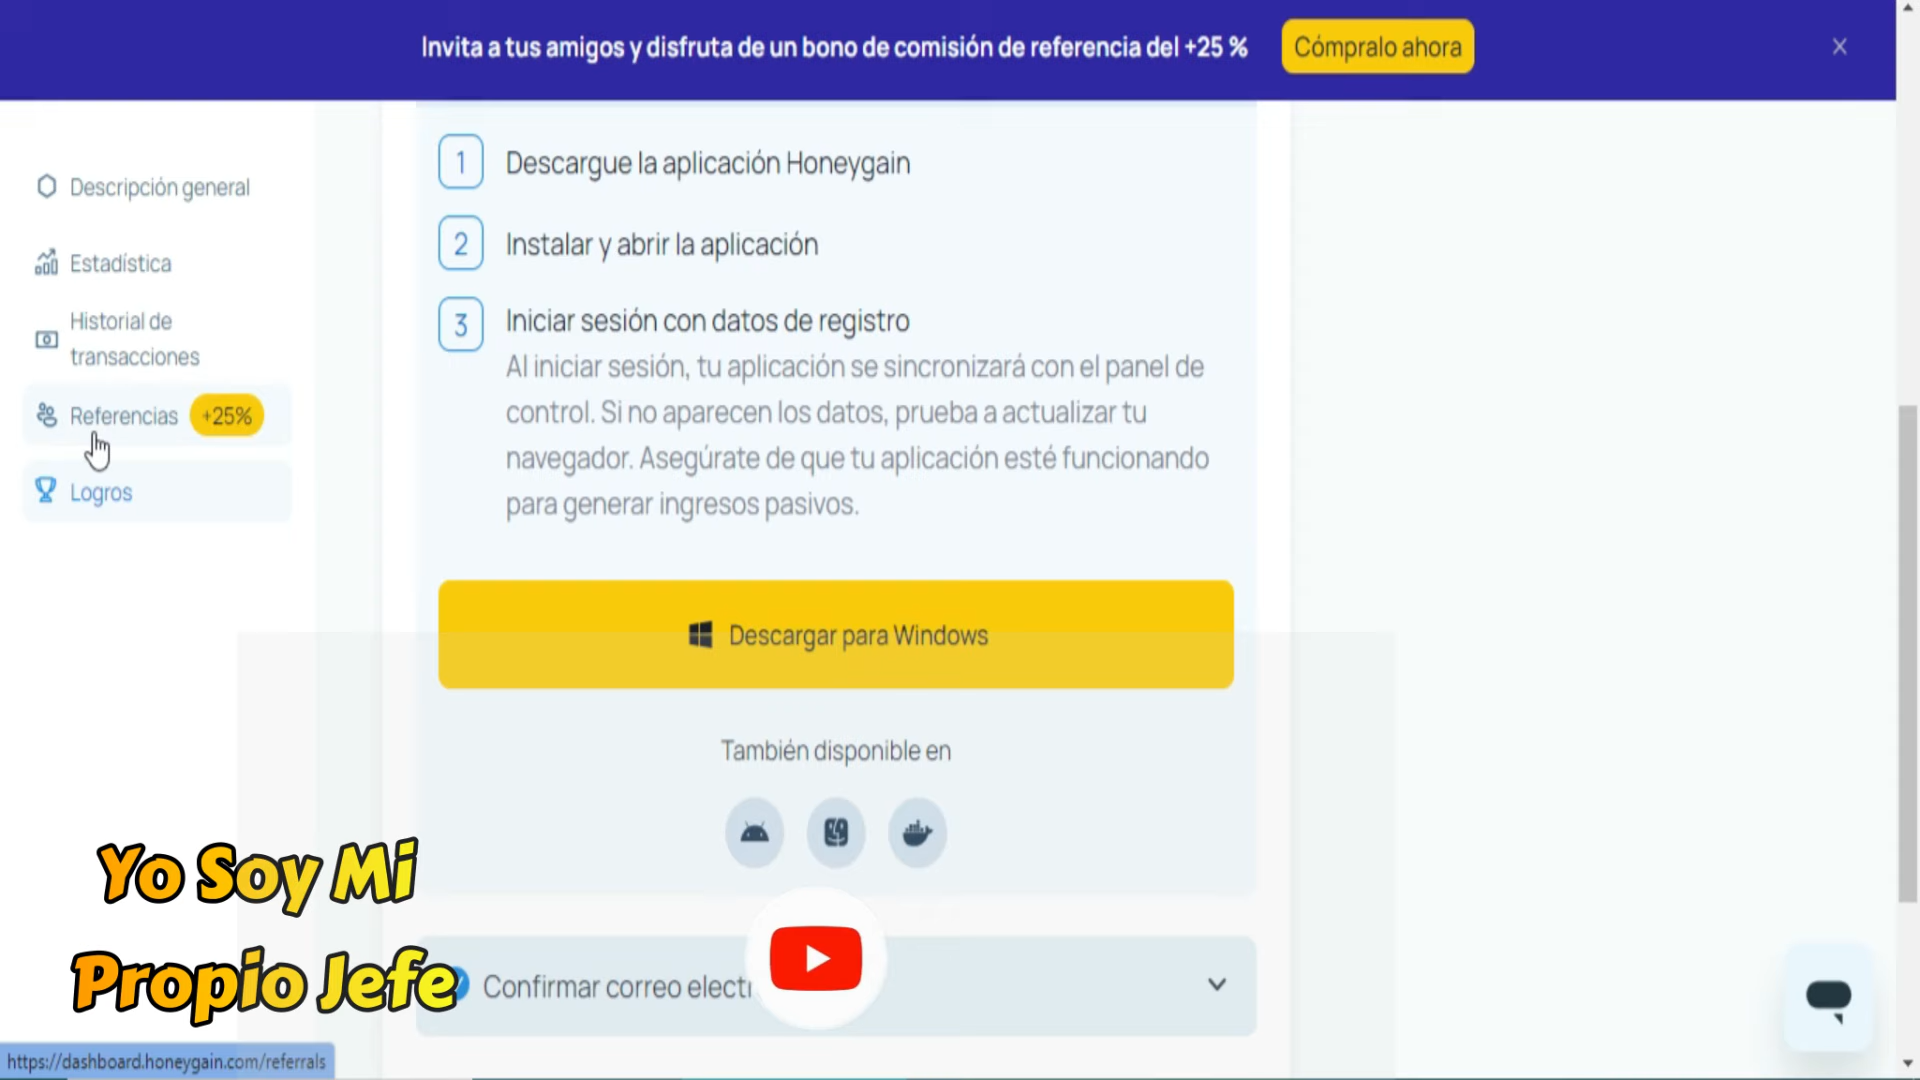 Invita a tus amigos y disfruta de un bono de comisión de referencia del +25 %
Cómpralo ahora
Descripción general
Estadística
Historial de
transacciones
Referencias
+25%
Logros
1
Descargue la aplicación Honeygain
2
Instalar y abrir la aplicación
3
Iniciar sesión con datos de registro
Al iniciar sesión, tu aplicación se sincronizará con el panel de
control. Si no aparecen los datos, prueba a actualizar tu
navegador. Asegúrate de que tu aplicación esté funcionando
para generar ingresos pasivos.
Descargar para Windows
También disponible en
Confirmar correo
Yo Soy Mi
Propio Jefe
https://dashboard.honeygain.com/referrals